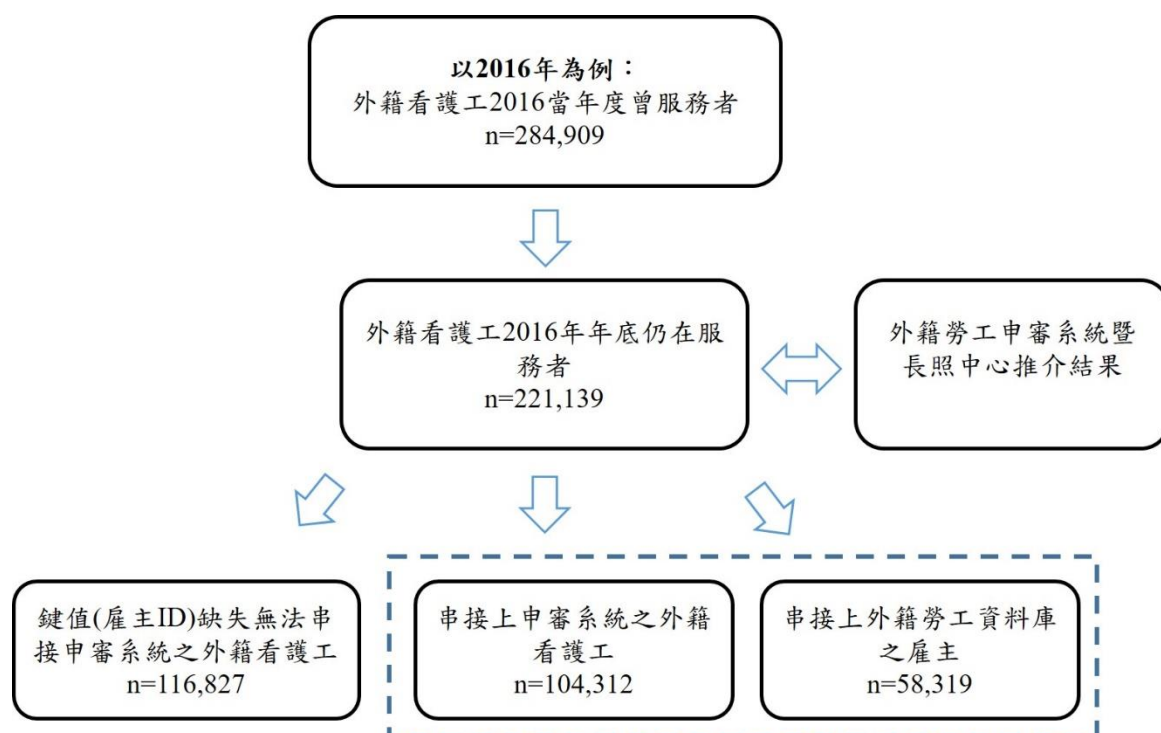 以2016年為例：
外籍看護工2016當年度曾服務者
n=284,909
外籍看護工2016年年底仍在服
務者
n=221,139
外籍勞工申審系統暨
長照中心推介結果
鍵值(雇主ID)缺失無法串
接申審系統之外籍看護工
n=116,827
串接上申審系統之外籍
看護工
n=104,312
串接上外籍勞工資料庫
之雇主
n=58,319